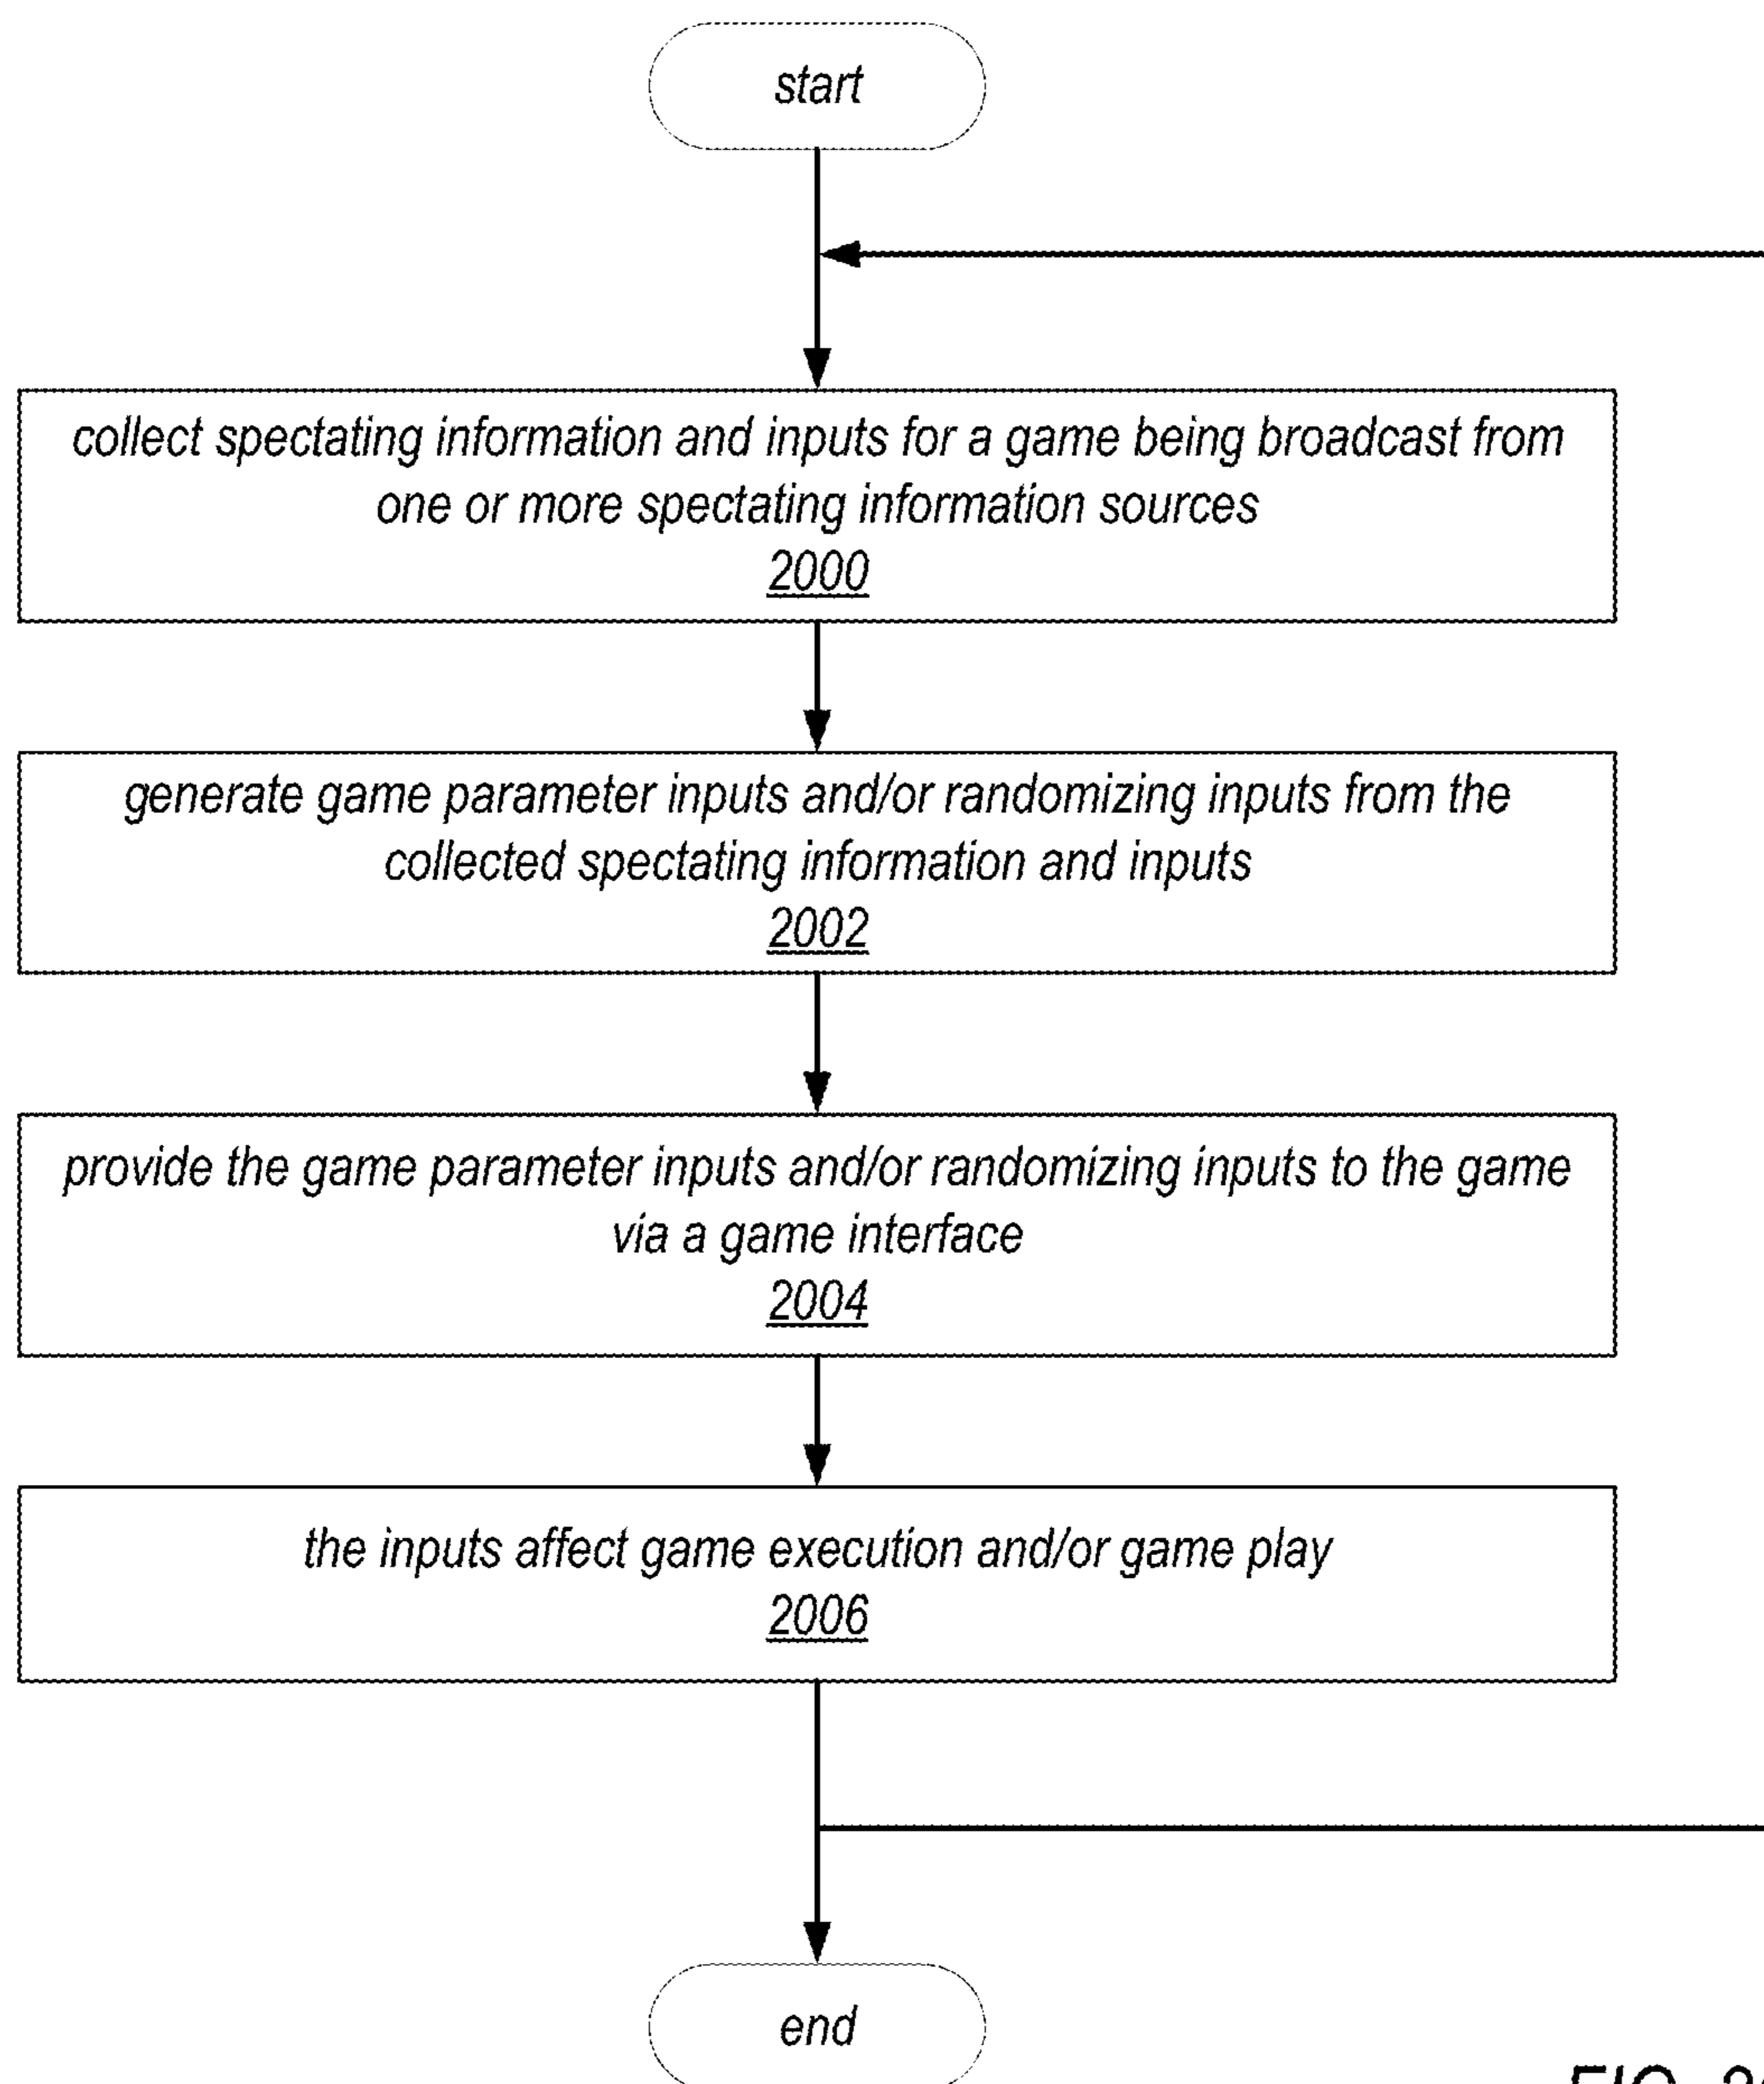 start
collect spectating information and inputs for a game being broadcast from
one or more spectating information sources
2000
generate game parameter inputs and/or randomizing inputs from the
collected spectating information and inputs
2002
provide the game parameter inputs and/or randomizing inputs to the game
via a game interface
2004
the inputs affect game execution and/or game play
2006
end
FIG.